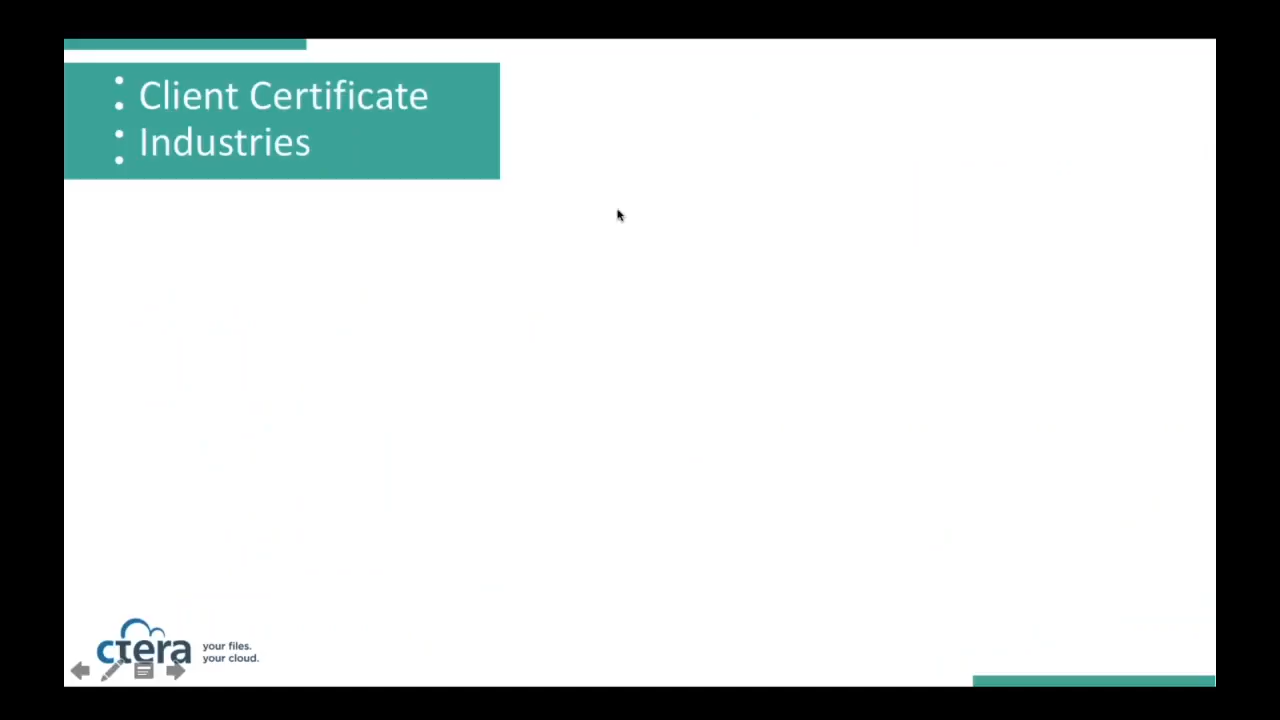 Client Certificate
Industries
ctera
your files.
your cloud.